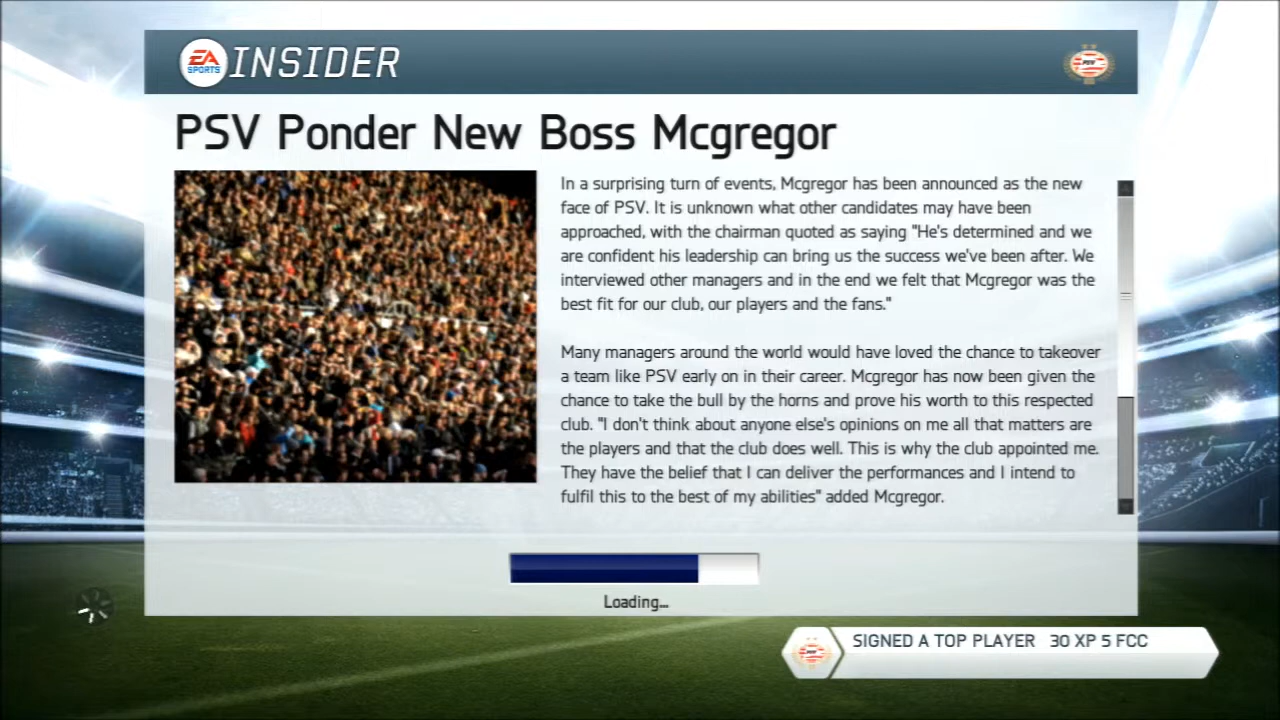 EA SPORTS INSIDER
PSV
PSV Ponder New Boss Mcgregor
In a surprising turn of events, Mcgregor has been announced as the new
face of PSV. It is unknown what other candidates may have been
approached, with the chairman quoted as saying "He's determined and we
are confident his leadership can bring us the success we've been after. We
interviewed other managers and in the end we felt that Mcgregor was the
best fit for our club, our players and the fans."
Many managers around the world would have loved the chance to takeover
a team like PSV early on in their career. Mcgregor has now been given the
chance to take the bull by the horns and prove his worth to this respected
club. "I don't think about anyone else's opinions on me all that matters are
the players and that the club does well. This is why the club appointed me.
They have the belief that I can deliver the performances and I intend to
fulfil this to the best of my abilities" added Mcgregor.
Loading...
PSV
SIGNED A TOP PLAYER 30 XP 5 FCC